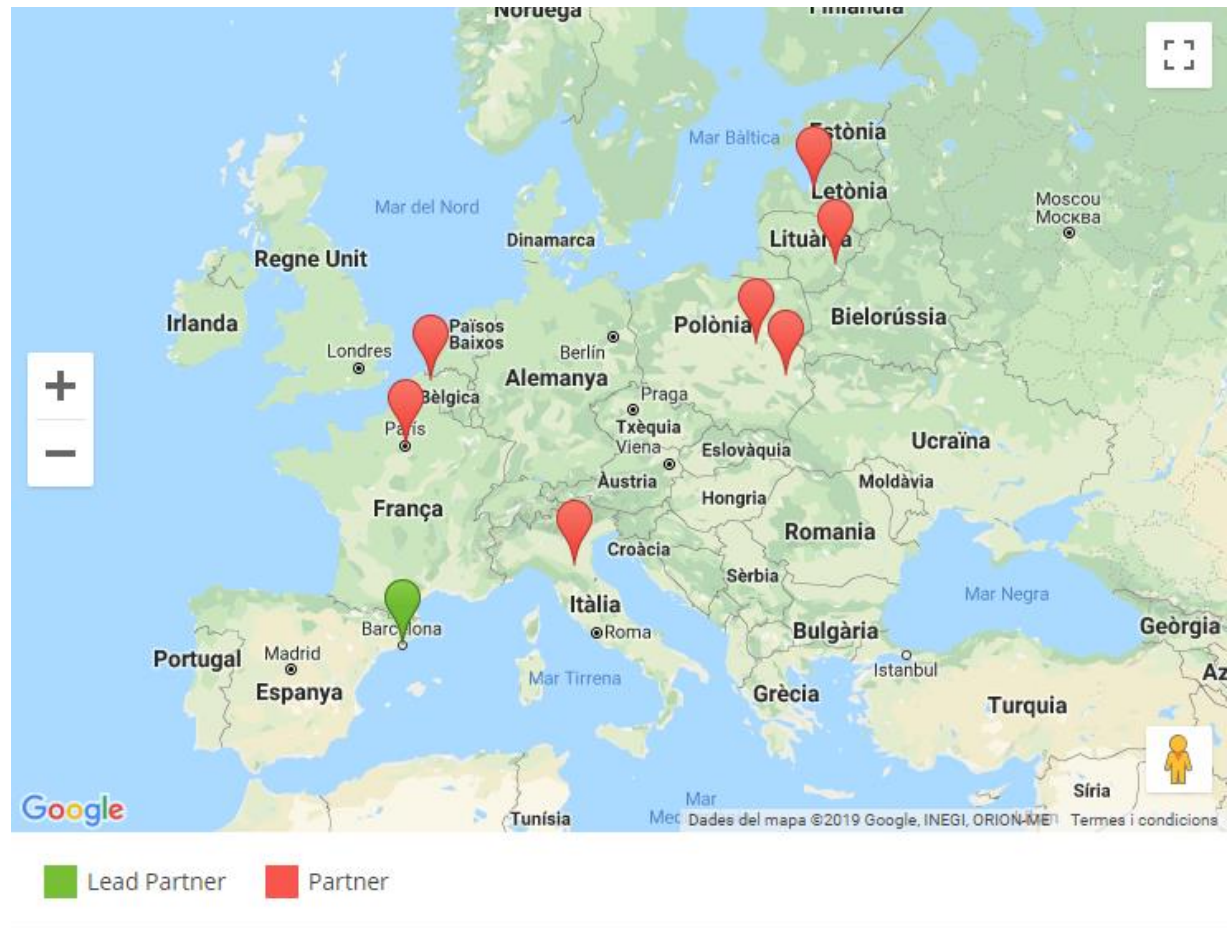 Noruega
Finlàndia
Estònia
Mar Bàltica
Letònia
Moscou
Москва
Mar del Nord
Dinamarca
Lituània
Regne Unit
Bielorússia
Irlanda
Polònia
Països
Baixos
Londres
Berlín
Alemanya
Bèlgica
Praga
París
Txèquia
Ucraïna
Viena
Eslovàquia
Àustria
Moldàvia
Hongria
França
Romania
Croàcia
Sèrbia
Mar Negra
Itàlia
Barcelona
Roma
Bulgària
Geòrgia
Portugal
Madrid
Istanbul
Espanya
Mar Tirrena
Grècia
Az
Turquia
Síria
Google
Tunísia
Mar
Med
Dades del mapa ©2019 Google, INEGI, ORION-ME
Termes i condicions
Lead Partner
Partner